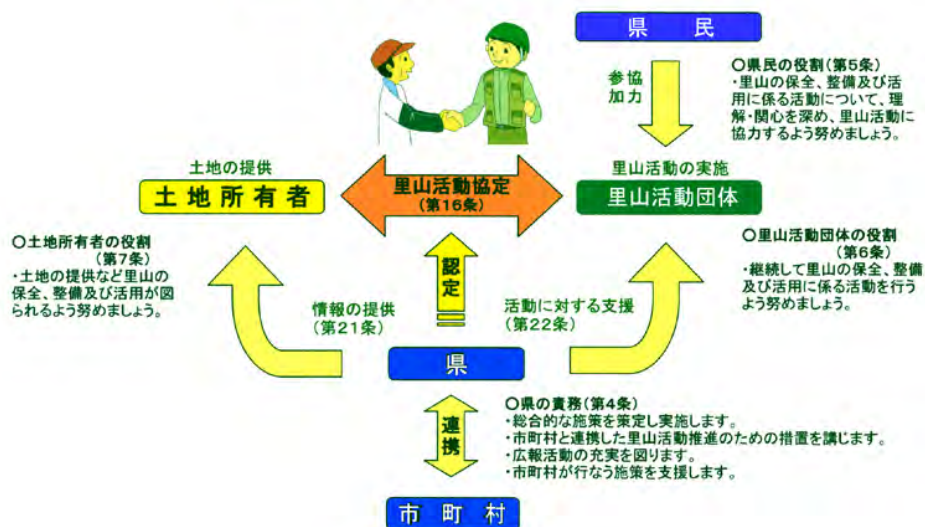 県民
参協
加力
○県民の役割(第5条)
・里山の保全、整備及び活
用に係る活動について、理
解・関心を深め、里山活動に
協力するよう努めましょう。
土地の提供
土地所有者
里山活動協定
(第16条)
里山活動の実施
里山活動団体
○土地所有者の役割
(第7条)
・土地の提供など里山の
保全、整備及び活用が図
られるよう努めましょう。
○里山活動団体の役割
(第6条)
・継続して里山の保全、整備
及び活用に係る活動を行う
よう努めましょう。
情報の提供
(第21条)
認定
活動に対する支援
(第22条)
県
連携
○県の責務(第4条)
・総合的な施策を策定し実施します。
・市町村と連携した里山活動推進のための措置を講じます。
・広報活動の充実を図ります。
・市町村が行なう施策を支援します。
市町村